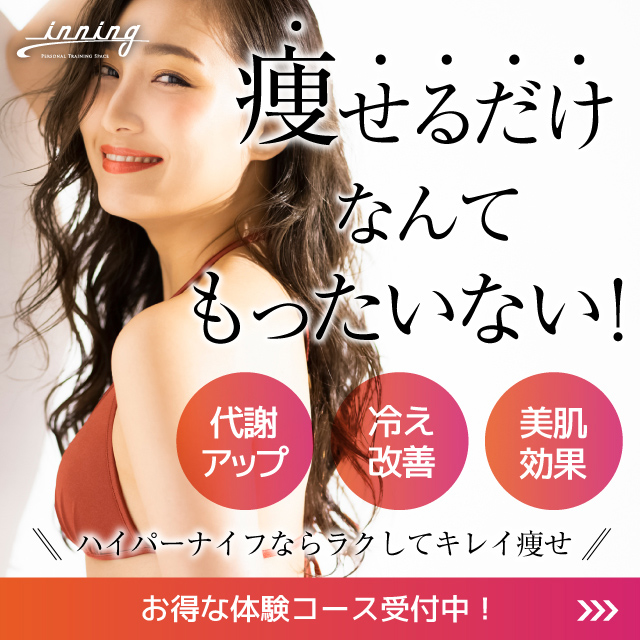 inning
PERSONAL TRAINING SPACE
痩せるだけ
なんて
もったいない!
代謝
アップ
冷え
改善
美肌
効果
ハイパーナイフならラクしてキレイ痩せ
お得な体験コース受付中!